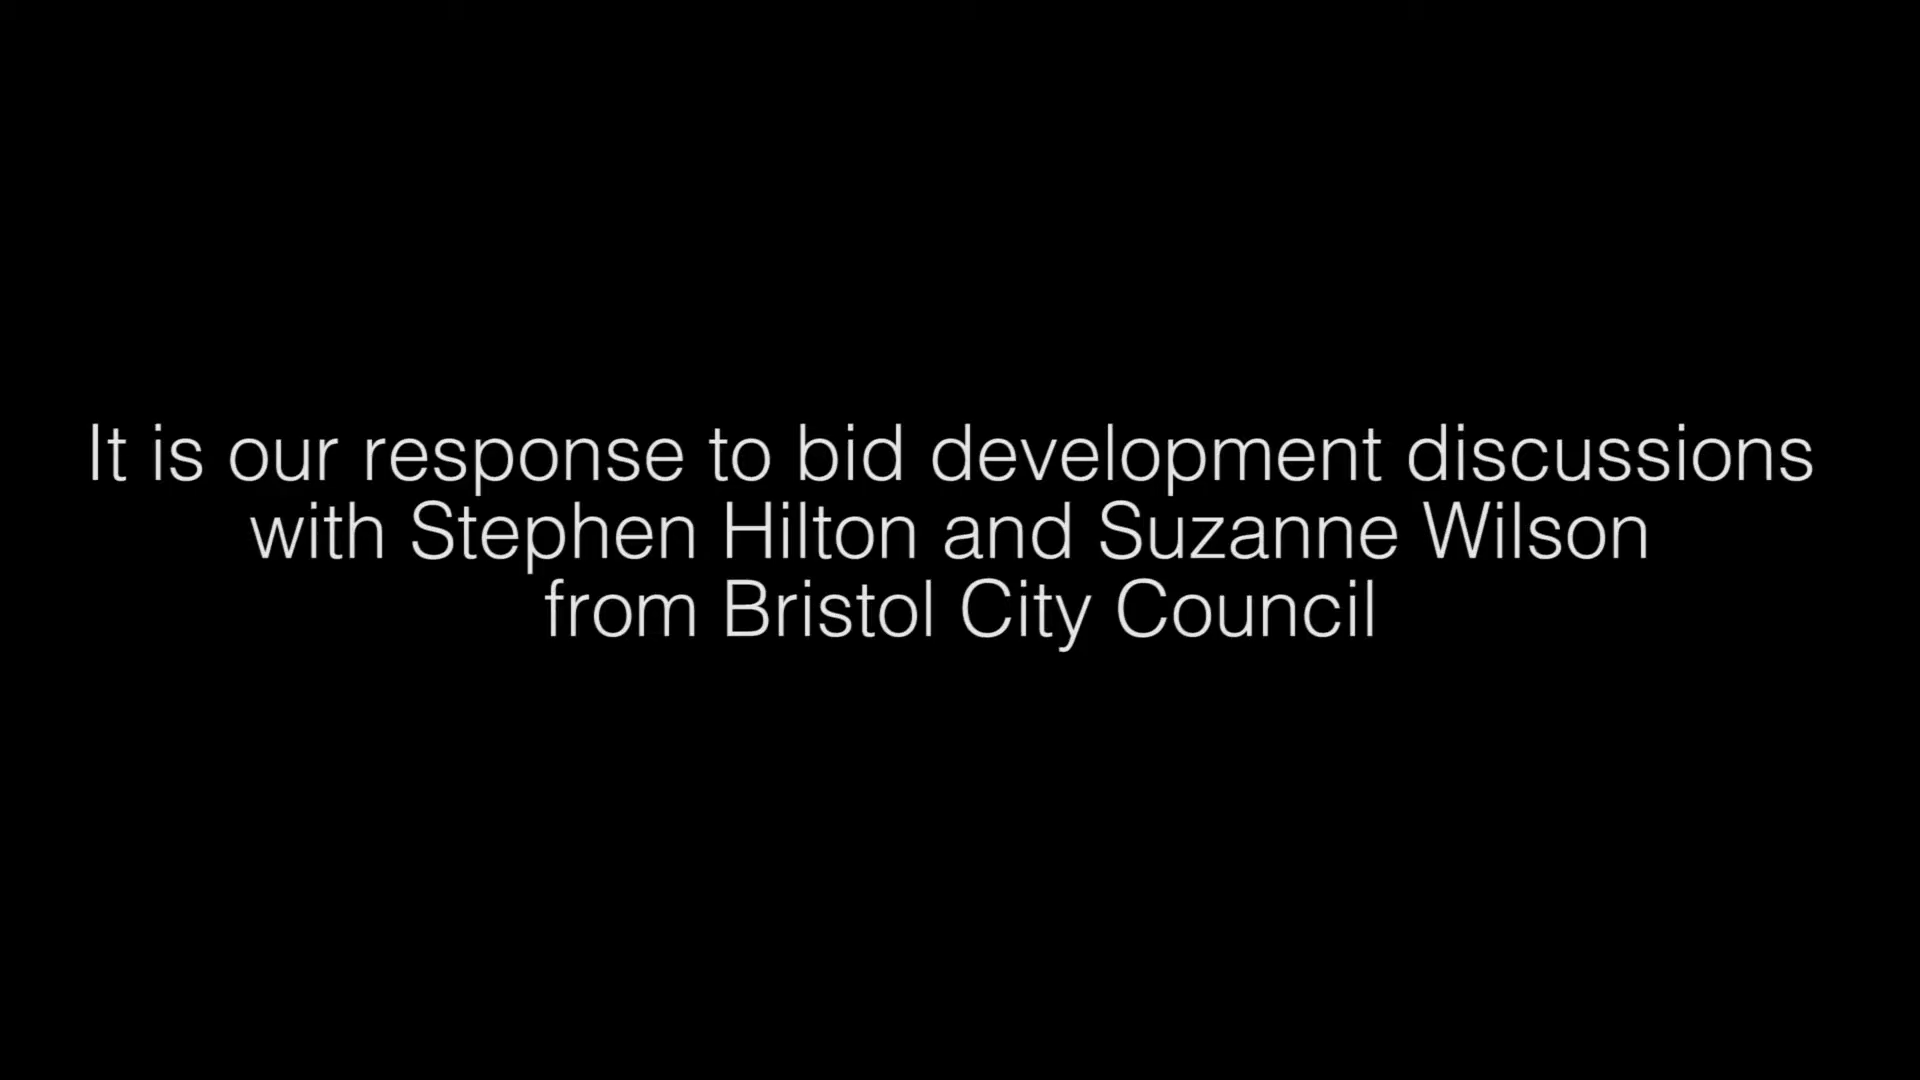 It is our response to bid development discussions
with Stephen Hilton and Suzanne Wilson
from Bristol City Council